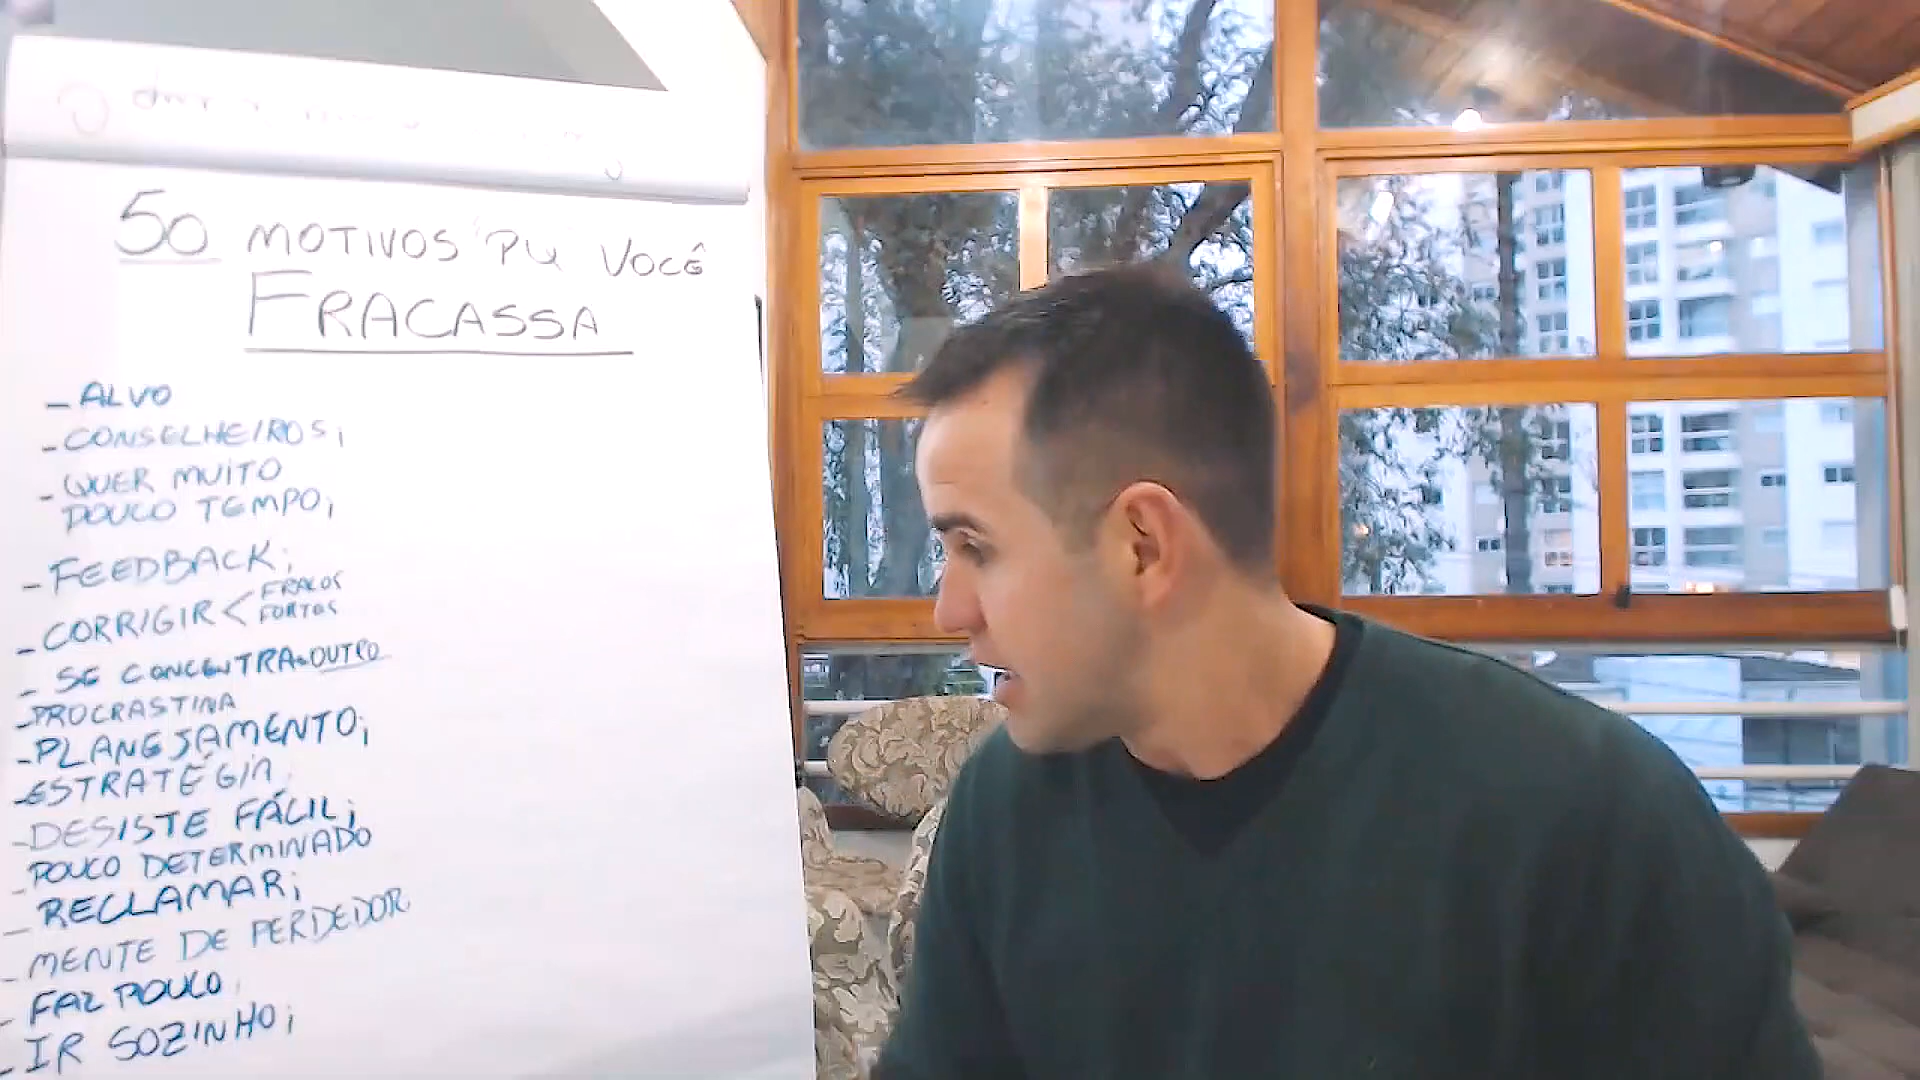 50 MOTIVOS PQ VOCÊ
FRACASSA
- ALVO
- CONSELHEIROS;
- QUER MUITO
POUCO TEMPO;
- FEEDBACK;
- CORRIGIR < FRACOS
FORTES
- SE CONCENTRA OUTRO
- PROCRASTINA
- PLANEJAMENTO;
- ESTRATÉGIA
- DESISTE FÁCIL;
- POUCO DETERMINADO
- RECLAMAR;
- MENTE DE PERDEDOR
- FAZ POUCO
- IR SOZINHO;